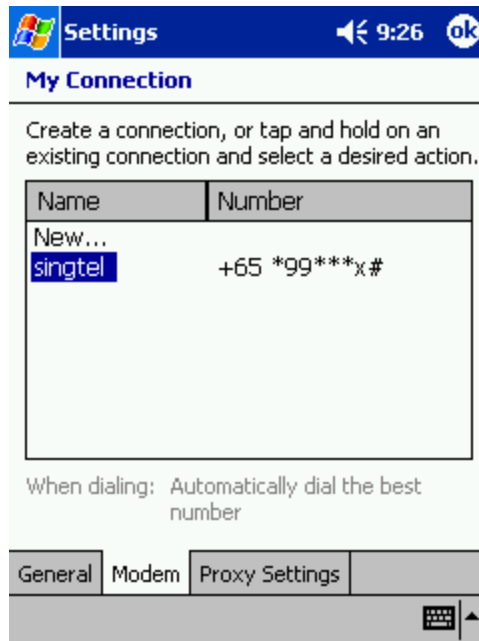 Settings 9:26 ok
My Connection
Create a connection, or tap and hold on an
existing connection and select a desired action.
Name Number
New...
singtel +65 *99***x#
When dialing: Automatically dial the best
number
General Modem Proxy Settings